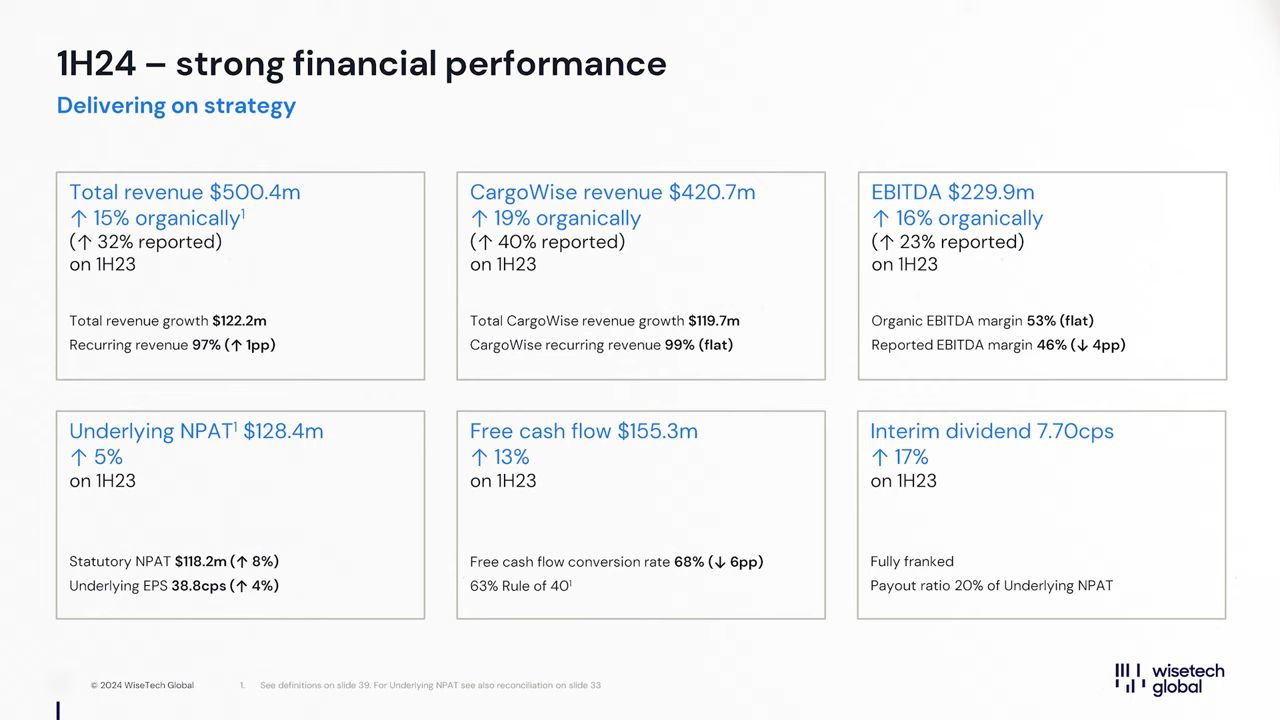 1H24 – strong financial performance
Delivering on strategy
Total revenue $500.4m
↑ 15% organically¹
(↑ 32% reported)
on 1H23
Total revenue growth $122.2m
Recurring revenue 97% (↑ 1pp)
CargoWise revenue $420.7m
↑ 19% organically
(↑ 40% reported)
on 1H23
Total CargoWise revenue growth $119.7m
CargoWise recurring revenue 99% (flat)
EBITDA $229.9m
↑ 16% organically
(↑ 23% reported)
on 1H23
Organic EBITDA margin 53% (flat)
Reported EBITDA margin 46% (↓ 4pp)
Underlying NPAT¹ $128.4m
↑ 5%
on 1H23
Statutory NPAT $118.2m (↑ 8%)
Underlying EPS 38.8cps (↑ 4%)
Free cash flow $155.3m
↑ 13%
on 1H23
Free cash flow conversion rate 68% (↓ 6pp)
63% Rule of 40¹
Interim dividend 7.70cps
↑ 17%
on 1H23
Fully franked
Payout ratio 20% of Underlying NPAT
© 2024 WiseTech Global
1. See definitions on slide 39. For Underlying NPAT see also reconciliation on slide 33
wisetech
global